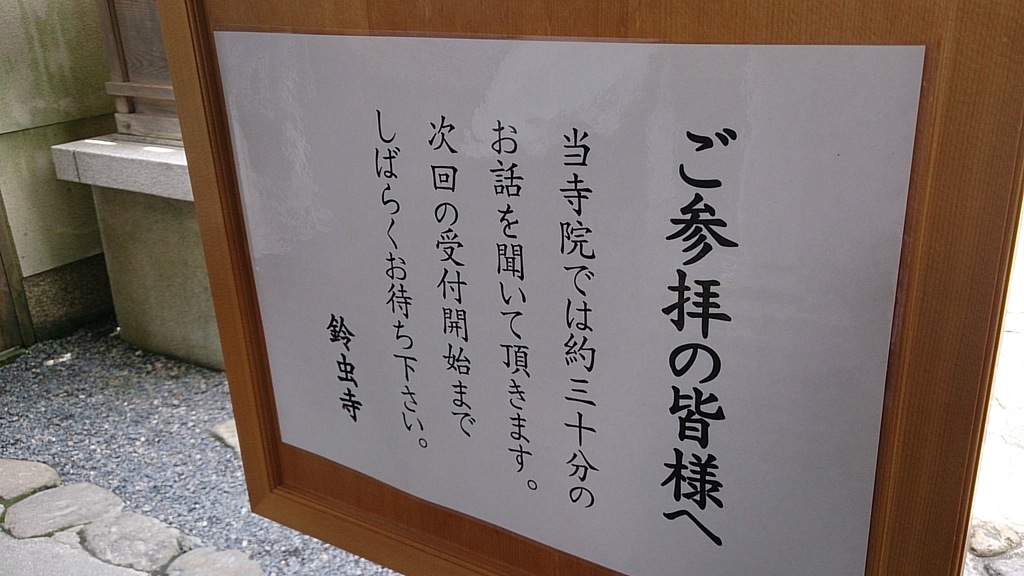 ご参拝の皆様へ
当寺院では約三十分の
お話を聞いて頂きます。
次回の受付開始まで
しばらくお待ち下さい。
鈴虫寺